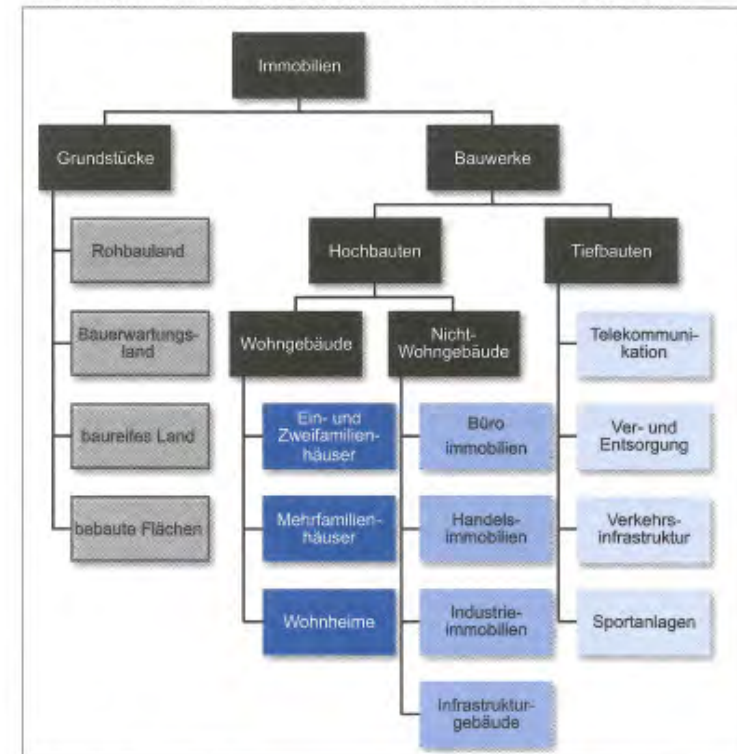 Immobilien
Grundstücke
Bauwerke
Rohbauland
Bauerwartungs-
land
baureifes Land
bebaute Flächen
Hochbauten
Tiefbauten
Wohngebäude
Nicht-
Wohngebäude
Ein- und
Zweifamilien-
häuser
Mehrfamilien-
häuser
Wohnheime
Büro
immobilien
Handels-
immobilien
Industrie-
immobilien
Infrastruktur-
gebäude
Telekommuni-
kation
Ver- und
Entsorgung
Verkehrs-
infrastruktur
Sportanlagen